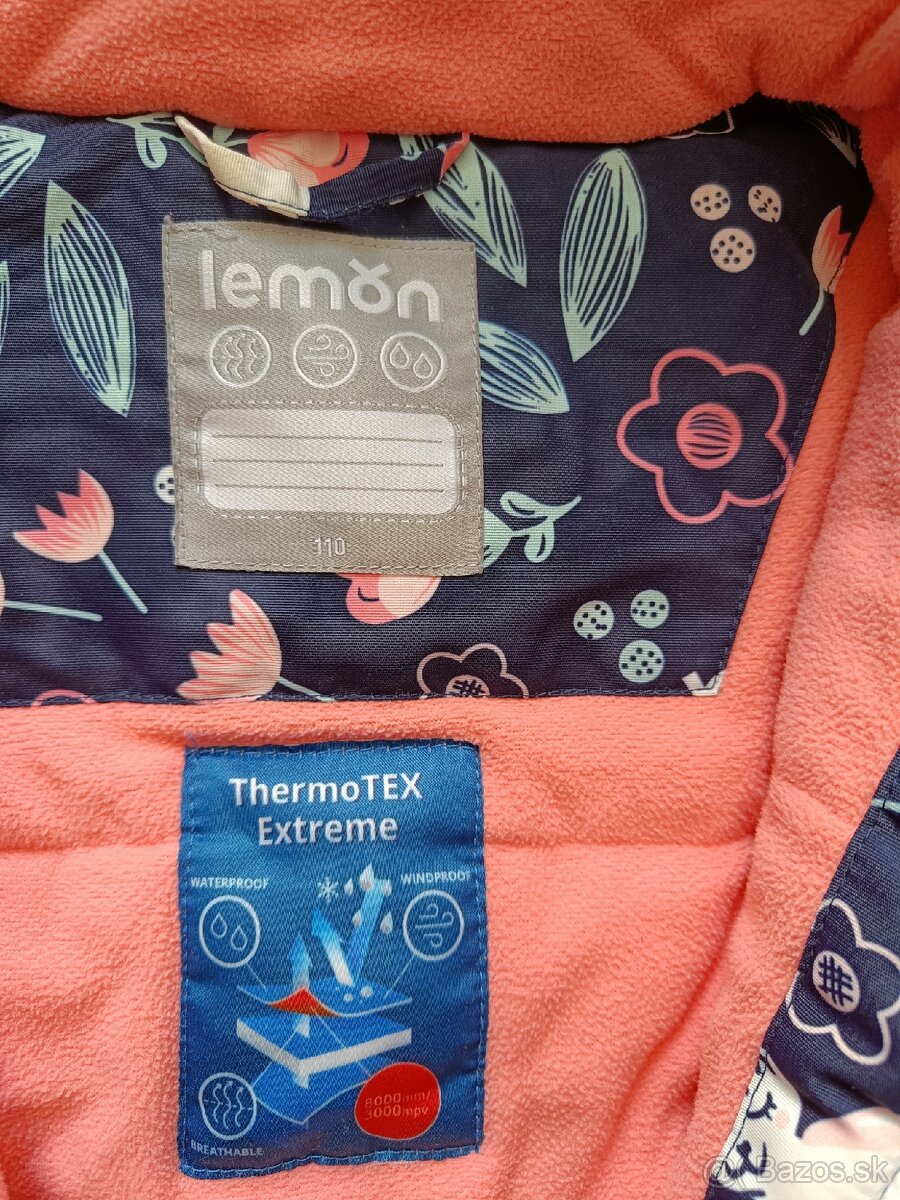 lemon
110
ThermoTEX
Extreme
WATERPROOF
WINDPROOF
8000mm/
3000mpv
BREATHABLE
Bazos.sk